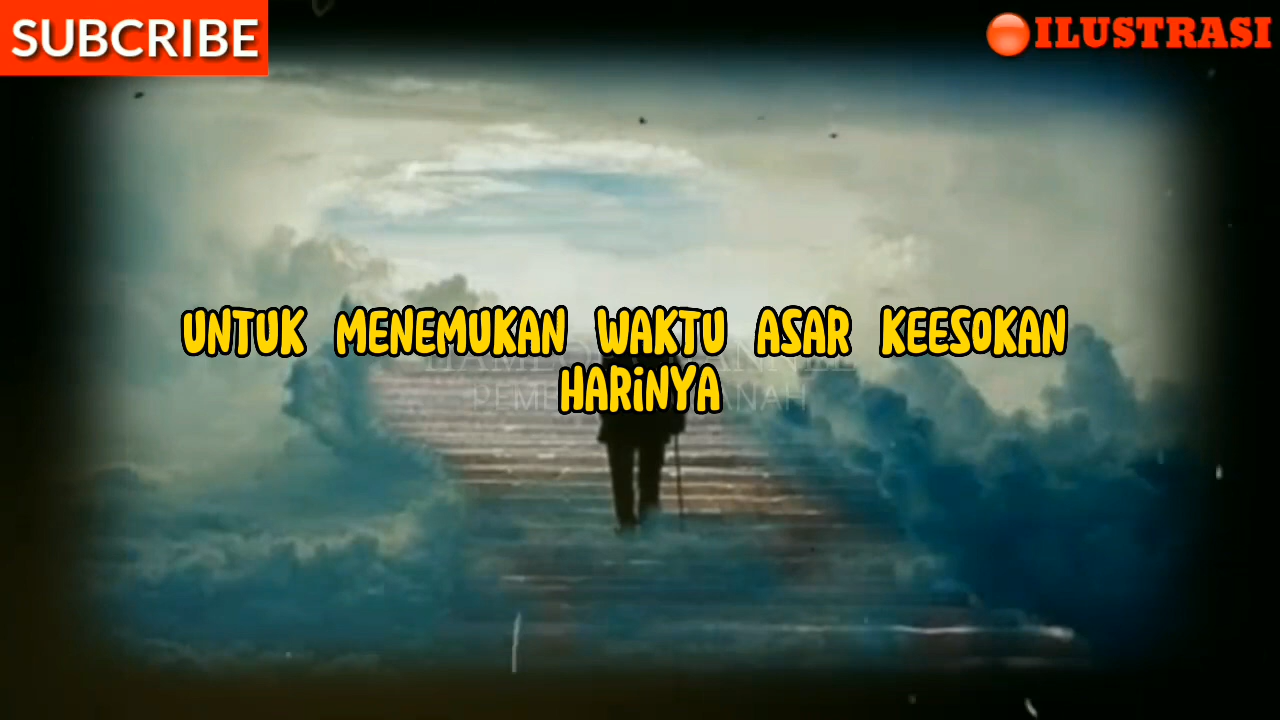 SUBCRIBE
ILUSTRASI
UNTUK MENEMUKAN WAKTU ASAR KEESOKAN
HARiNYA